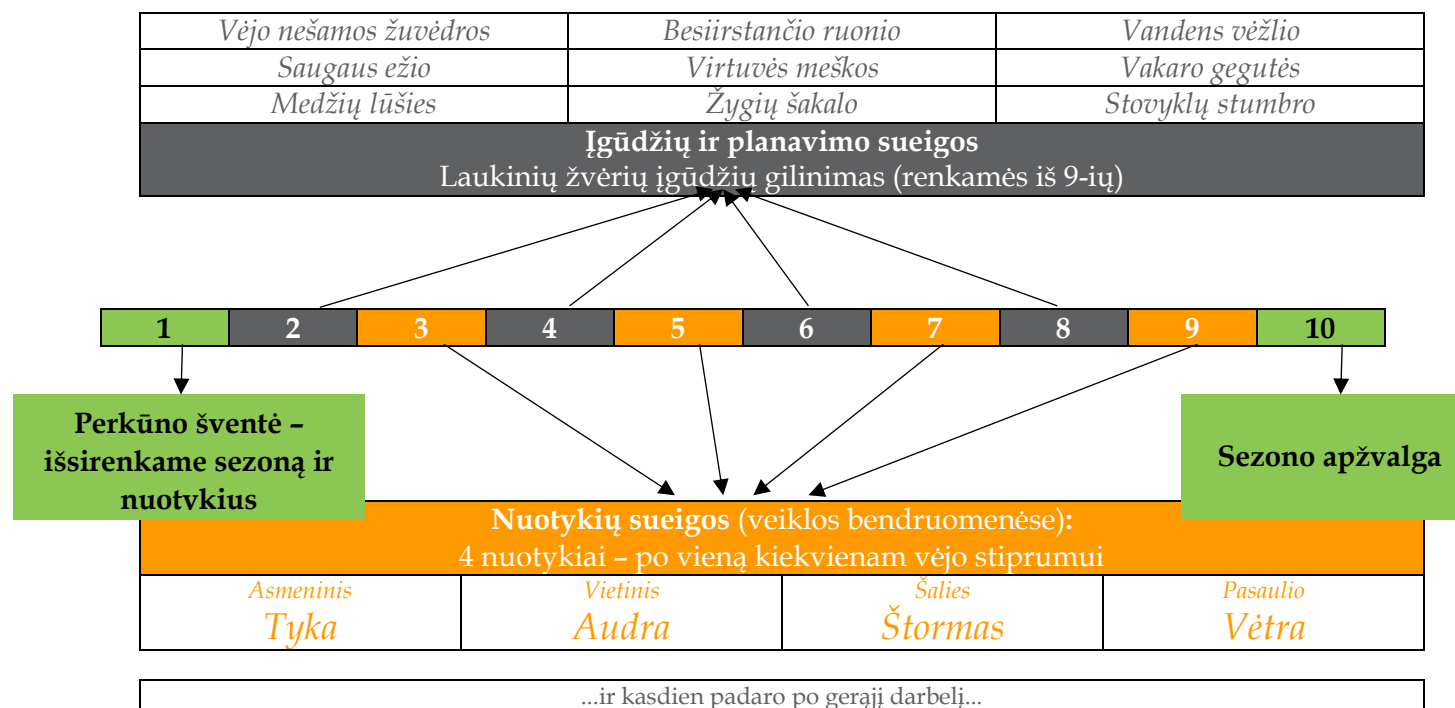 Vėjo nešamos žuvėdros Besiirstančio ruonio Vandens vėžlio
Saugaus ežio Virtuvės meškos Vakaro gegutės
Medžių lūšies Žygių šakalo Stovyklų stumbro
Įgūdžių ir planavimo sueigos
Laukinių žvėrių įgūdžių gilinimas (renkamės iš 9-ių)
1 2 3 4 5 6 7 8 9 10
Perkūno šventė –
išsirenkame sezoną ir
nuotykius
Sezono apžvalga
Nuotykių sueigos (veiklos bendruomenėse):
4 nuotykiai – po vieną kiekvienam vėjo stiprumui
Asmeninis Vietinis Šalies Pasaulio
Tyka Audra Štormas Vėtra
...ir kasdien padaro po gerąjį darbelį...